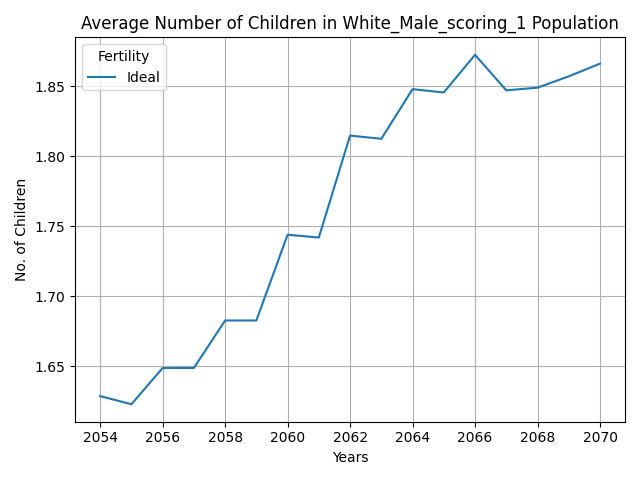 Average Number of Children in White_Male_scoring_1 Population
Fertility
Ideal
No. of Children
1.85
1.80
1.75
1.70
1.65
2054 2056 2058 2060 2062 2064 2066 2068 2070
Years